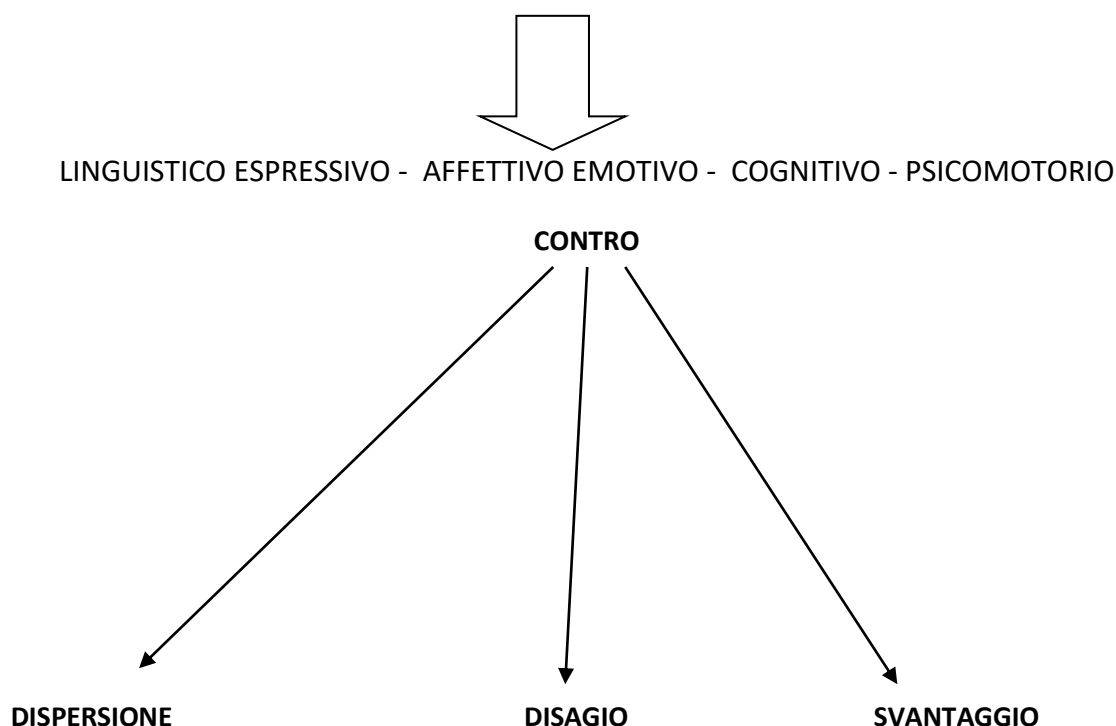 LINGUISTICO ESPRESSIVO - AFFETTIVO EMOTIVO - COGNITIVO - PSICOMOTORIO
CONTRO
DISPERSIONE DISAGIO SVANTAGGIO